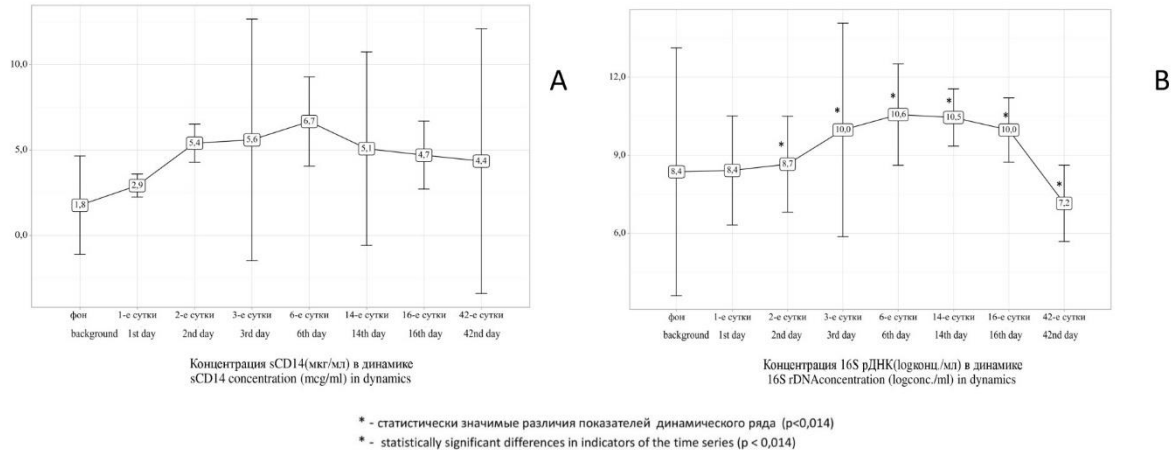 A
10,0
5,0
0,0
1,8
2,9
5,4
5,6
6,7
5,1
4,7
4,4
фон 1-е сутки 2-е сутки 3-е сутки 6-е сутки 14-е сутки 16-е сутки 42-е сутки
background 1st day 2nd day 3rd day 6th day 14th day 16th day 42nd day
Концентрация sCD14(мкг/мл) в динамике
sCD14 concentration (mcg/ml) in dynamics
B
12,0
9,0
6,0
8,4
8,4
* 8,7
* 10,0
* 10,6
* 10,5
* 10,0
* 7,2
фон 1-е сутки 2-е сутки 3-е сутки 6-е сутки 14-е сутки 16-е сутки 42-е сутки
background 1st day 2nd day 3rd day 6th day 14th day 16th day 42nd day
Концентрация 16S рДНК(logконц./мл) в динамике
16S rDNAconcentration (logconc./ml) in dynamics
* - статистически значимые различия показателей динамического ряда (p<0,014)
* - statistically significant differences in indicators of the time series (p < 0,014)